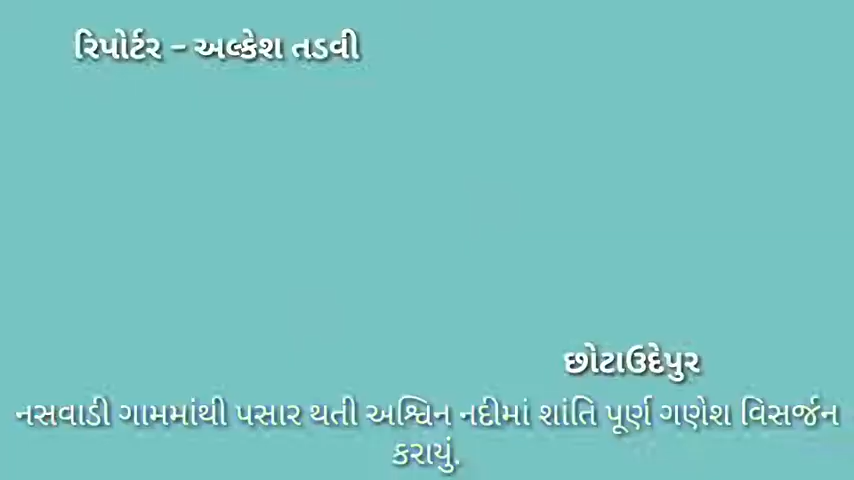 રિપોર્ટર - અલ્કેશ તડવી
છોટાઉદેપુર
નસવાડી ગામમાંથી પસાર થતી અશ્વિન નદીમાં શાંતિ પૂર્ણ ગણેશ વિસર્જન
કરાયું.